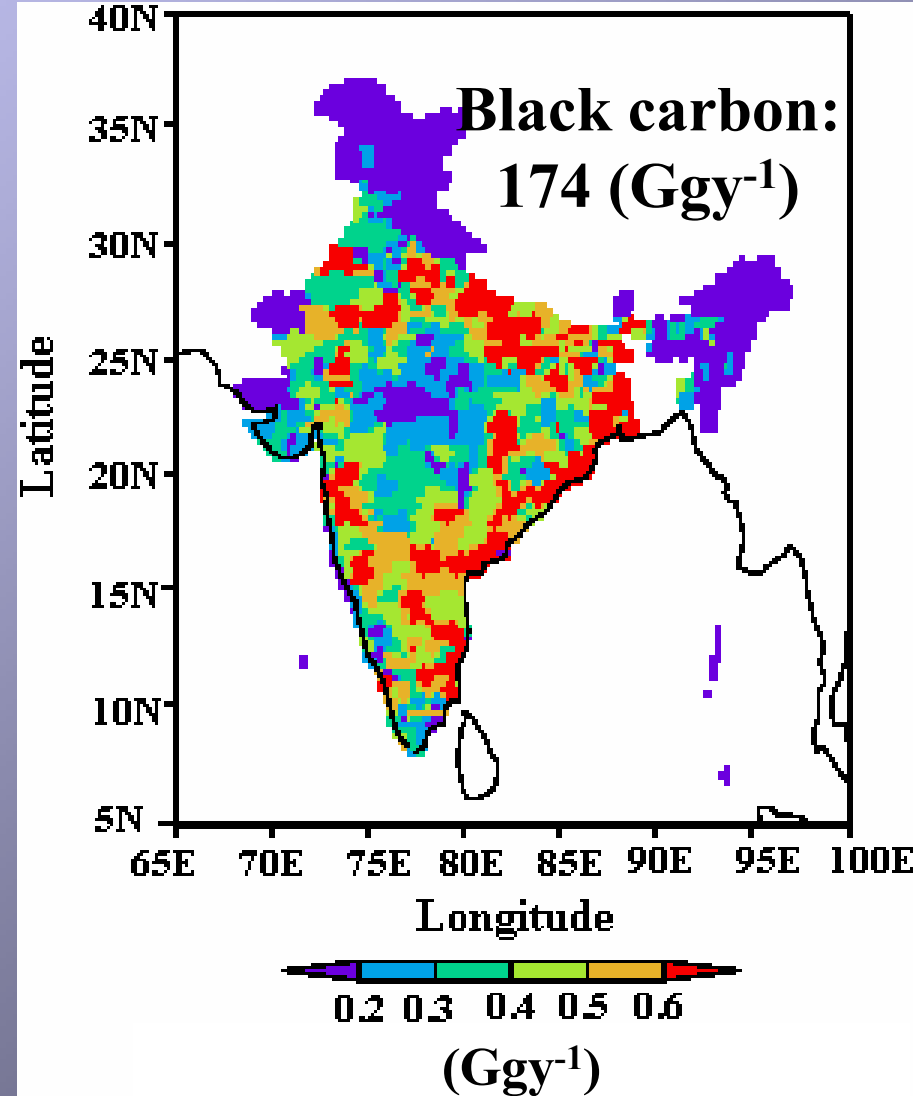 40N
Black carbon:
35N
174 (Ggy⁻¹)
30N
25N
Latitude
20N
15N
10N
5N
65E 70E 75E 80E 85E 90E 95E 100E
Longitude
0.2 0.3 0.4 0.5 0.6
(Ggy⁻¹)